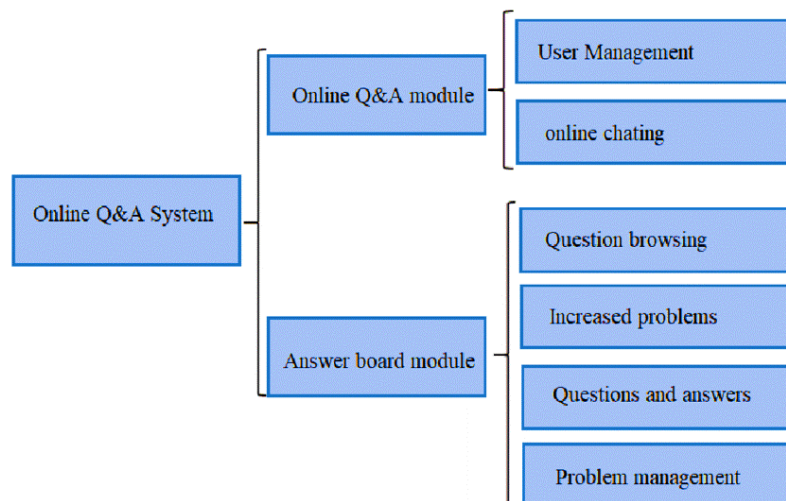 Online Q&A System
Online Q&A module
User Management
online chating
Answer board module
Question browsing
Increased problems
Questions and answers
Problem management